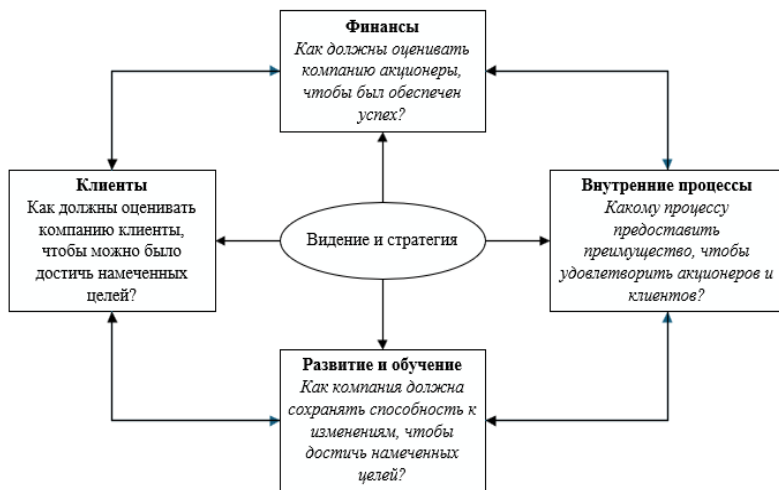 Финансы
Как должны оценивать
компанию акционеры,
чтобы был обеспечен
успех?
Клиенты
Как должны оценивать
компанию клиенты,
чтобы можно было
достичь намеченных
целей?
Видение и стратегия
Внутренние процессы
Какому процессу
предоставить
преимущество, чтобы
удовлетворить акционеров и
клиентов?
Развитие и обучение
Как компания должна
сохранять способность к
изменениям, чтобы
достичь намеченных
целей?